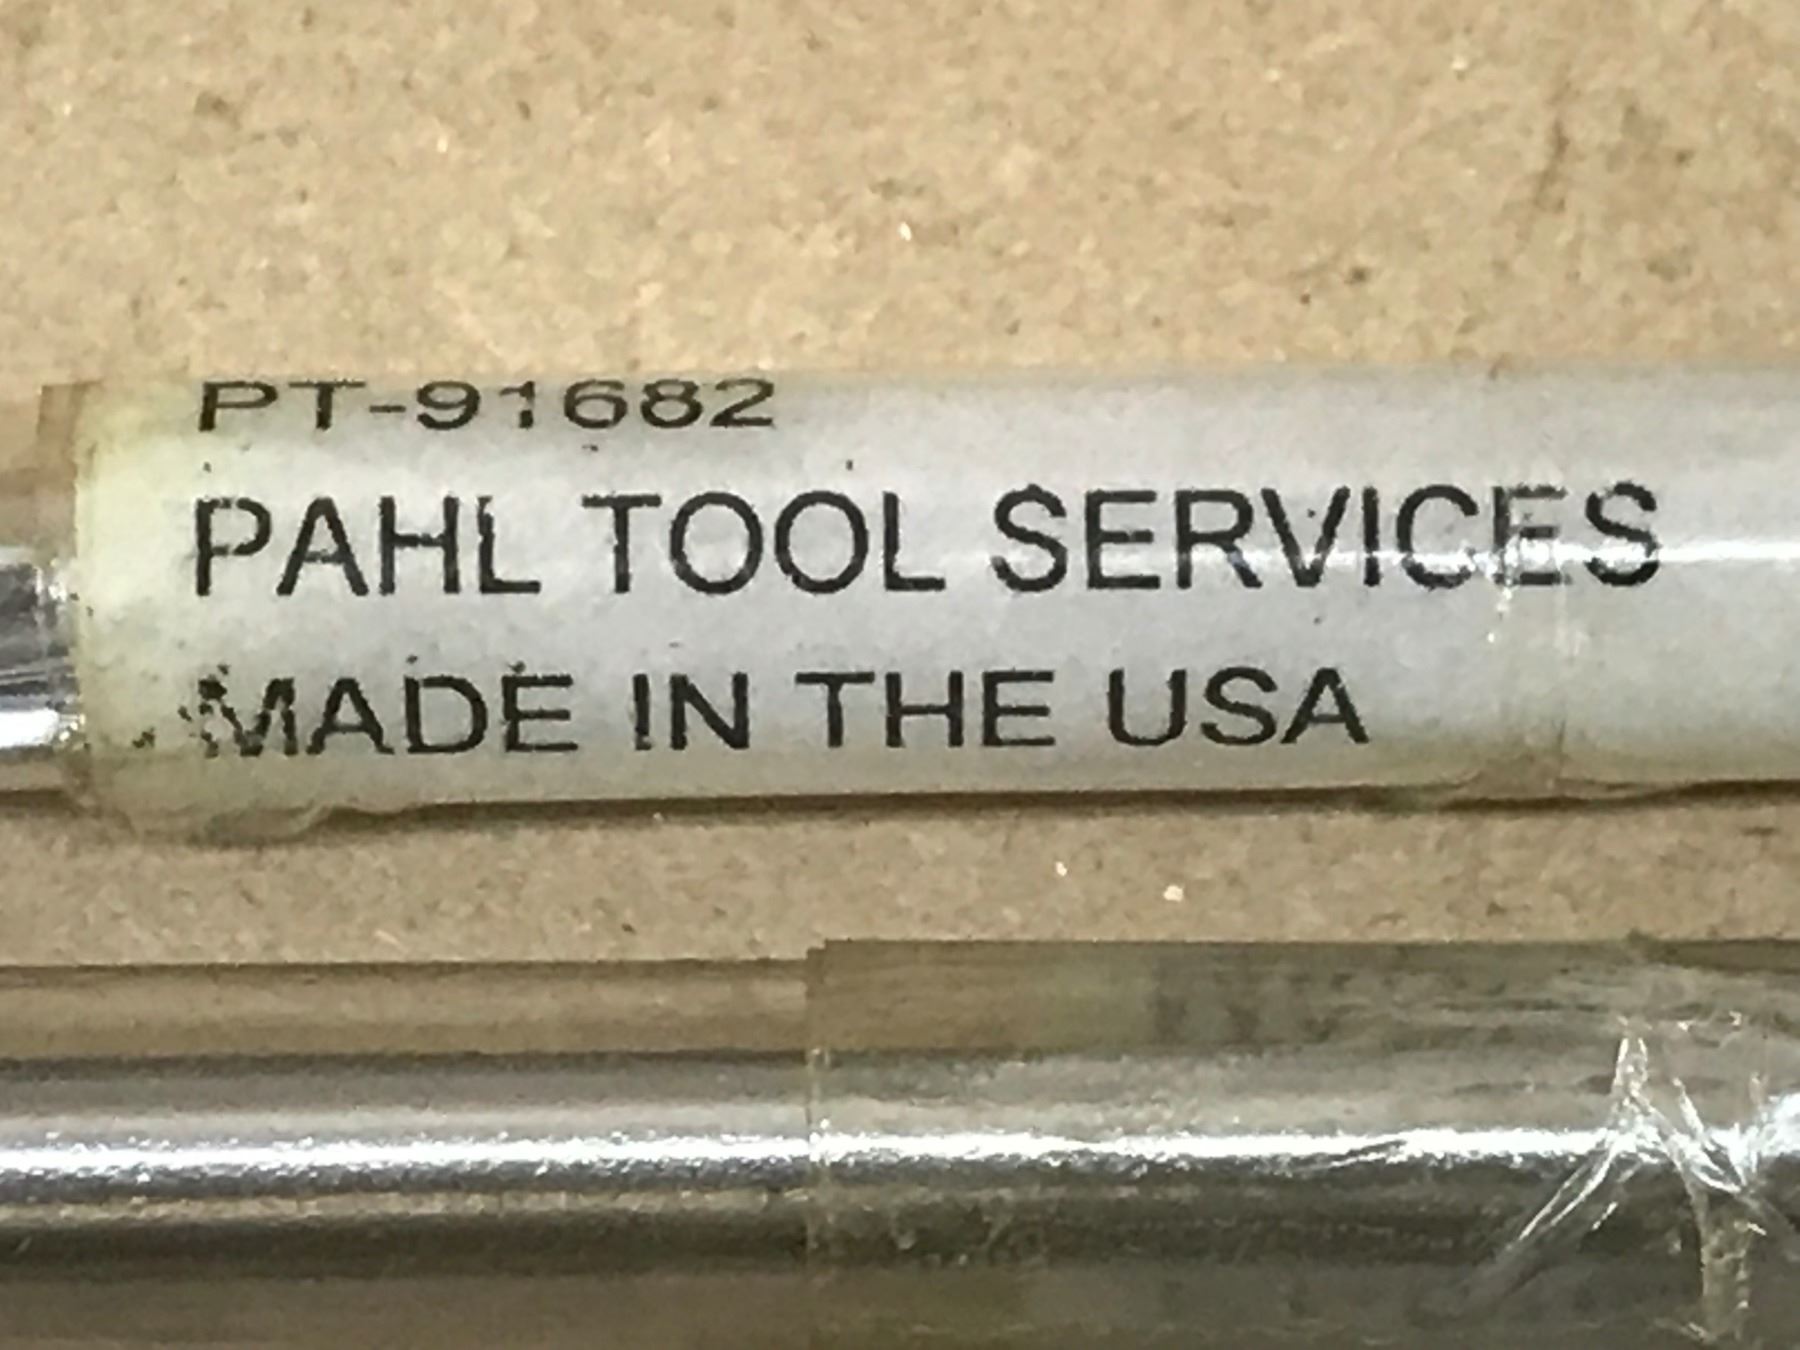 PT-91682
PAHL TOOL SERVICES
MADE IN THE USA